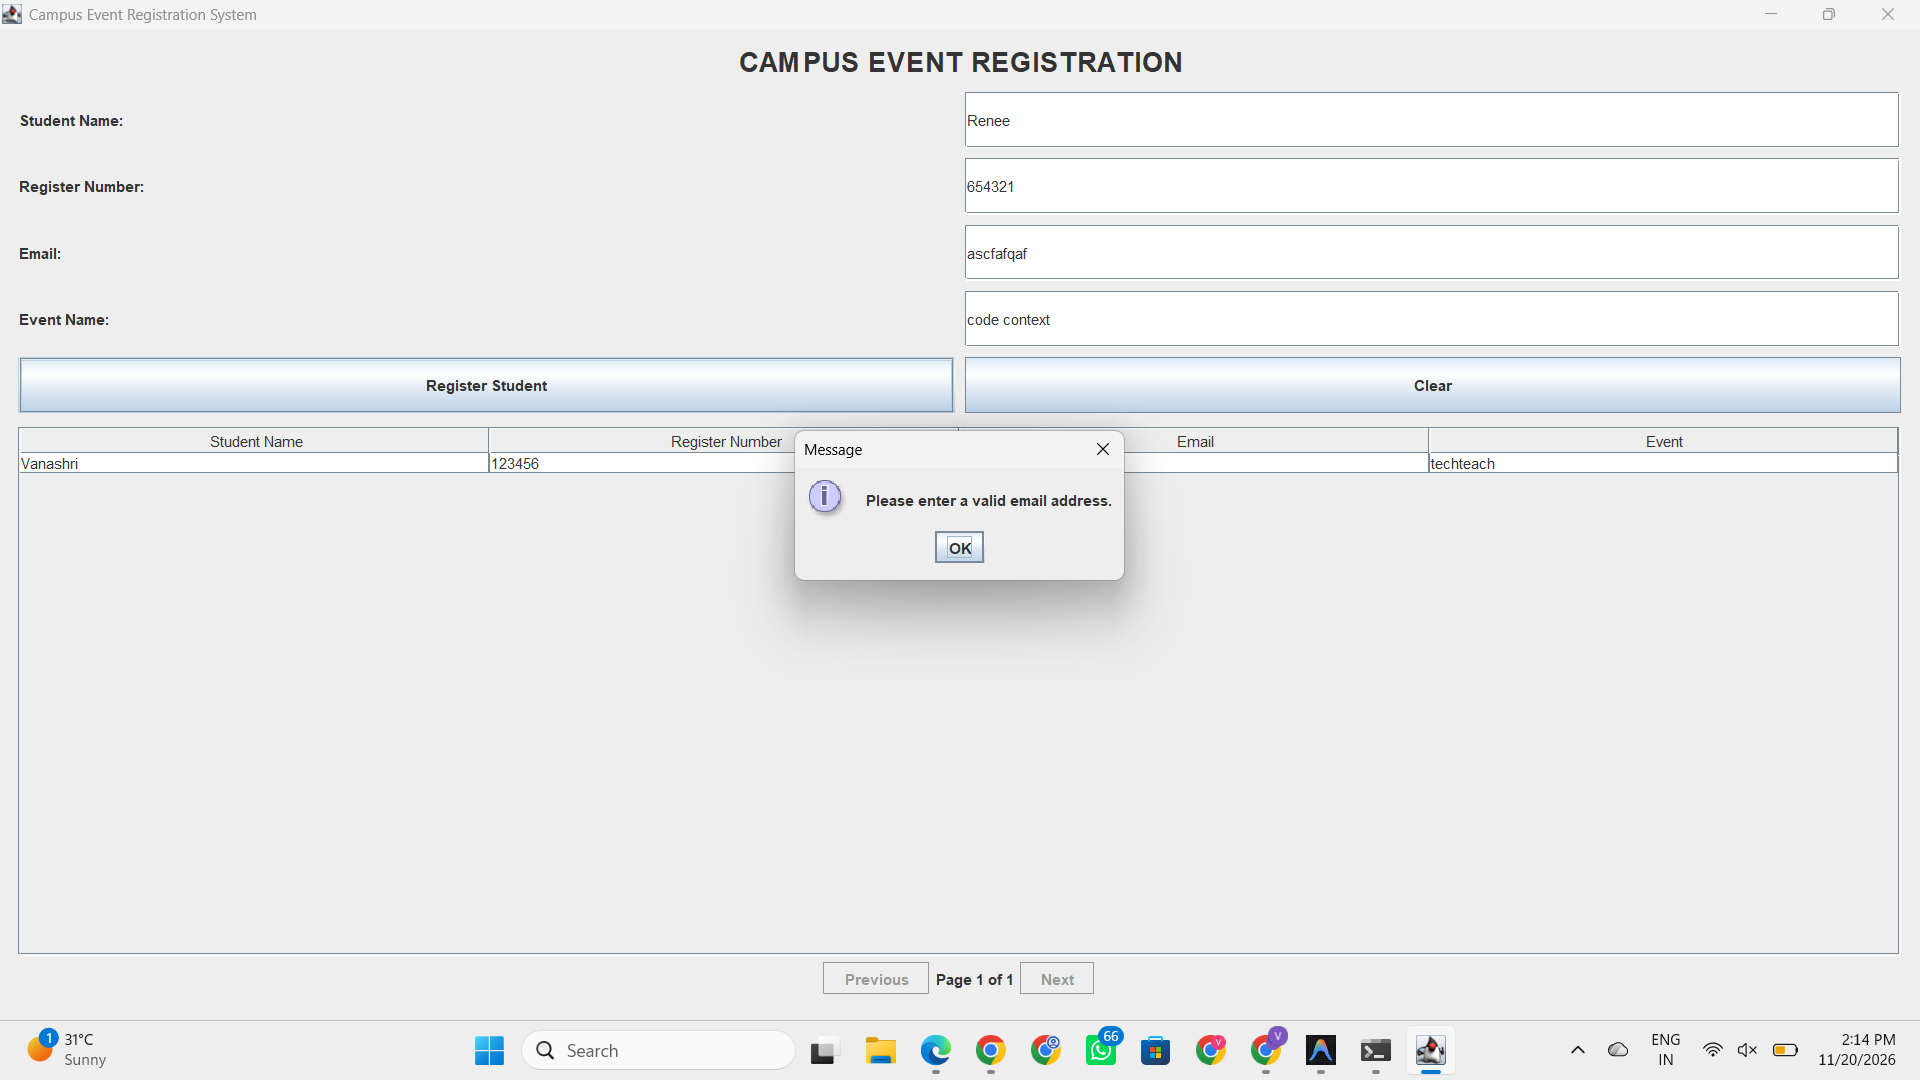 Campus Event Registration System
CAMPUS EVENT REGISTRATION
Student Name:
Renee
Register Number:
654321
Email:
ascfafqaf
Event Name:
code context
Register Student
Clear
Student Name
Register Number
Email
Event
Vanashri
123456
techteach
Message
i
Please enter a valid email address.
OK
Previous
Page 1 of 1
Next
1
31°C
Sunny
Search
66
V
V
ENG
IN
2:14 PM
11/20/2026